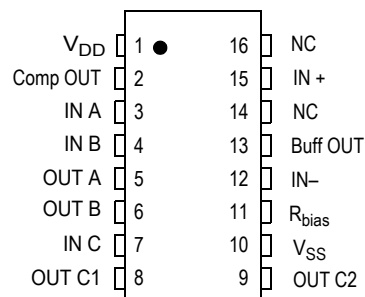 VDD 1 16 NC
Comp OUT 2 15 IN +
IN A 3 14 NC
IN B 4 13 Buff OUT
OUT A 5 12 IN–
OUT B 6 11 Rbias
IN C 7 10 VSS
OUT C1 8 9 OUT C2